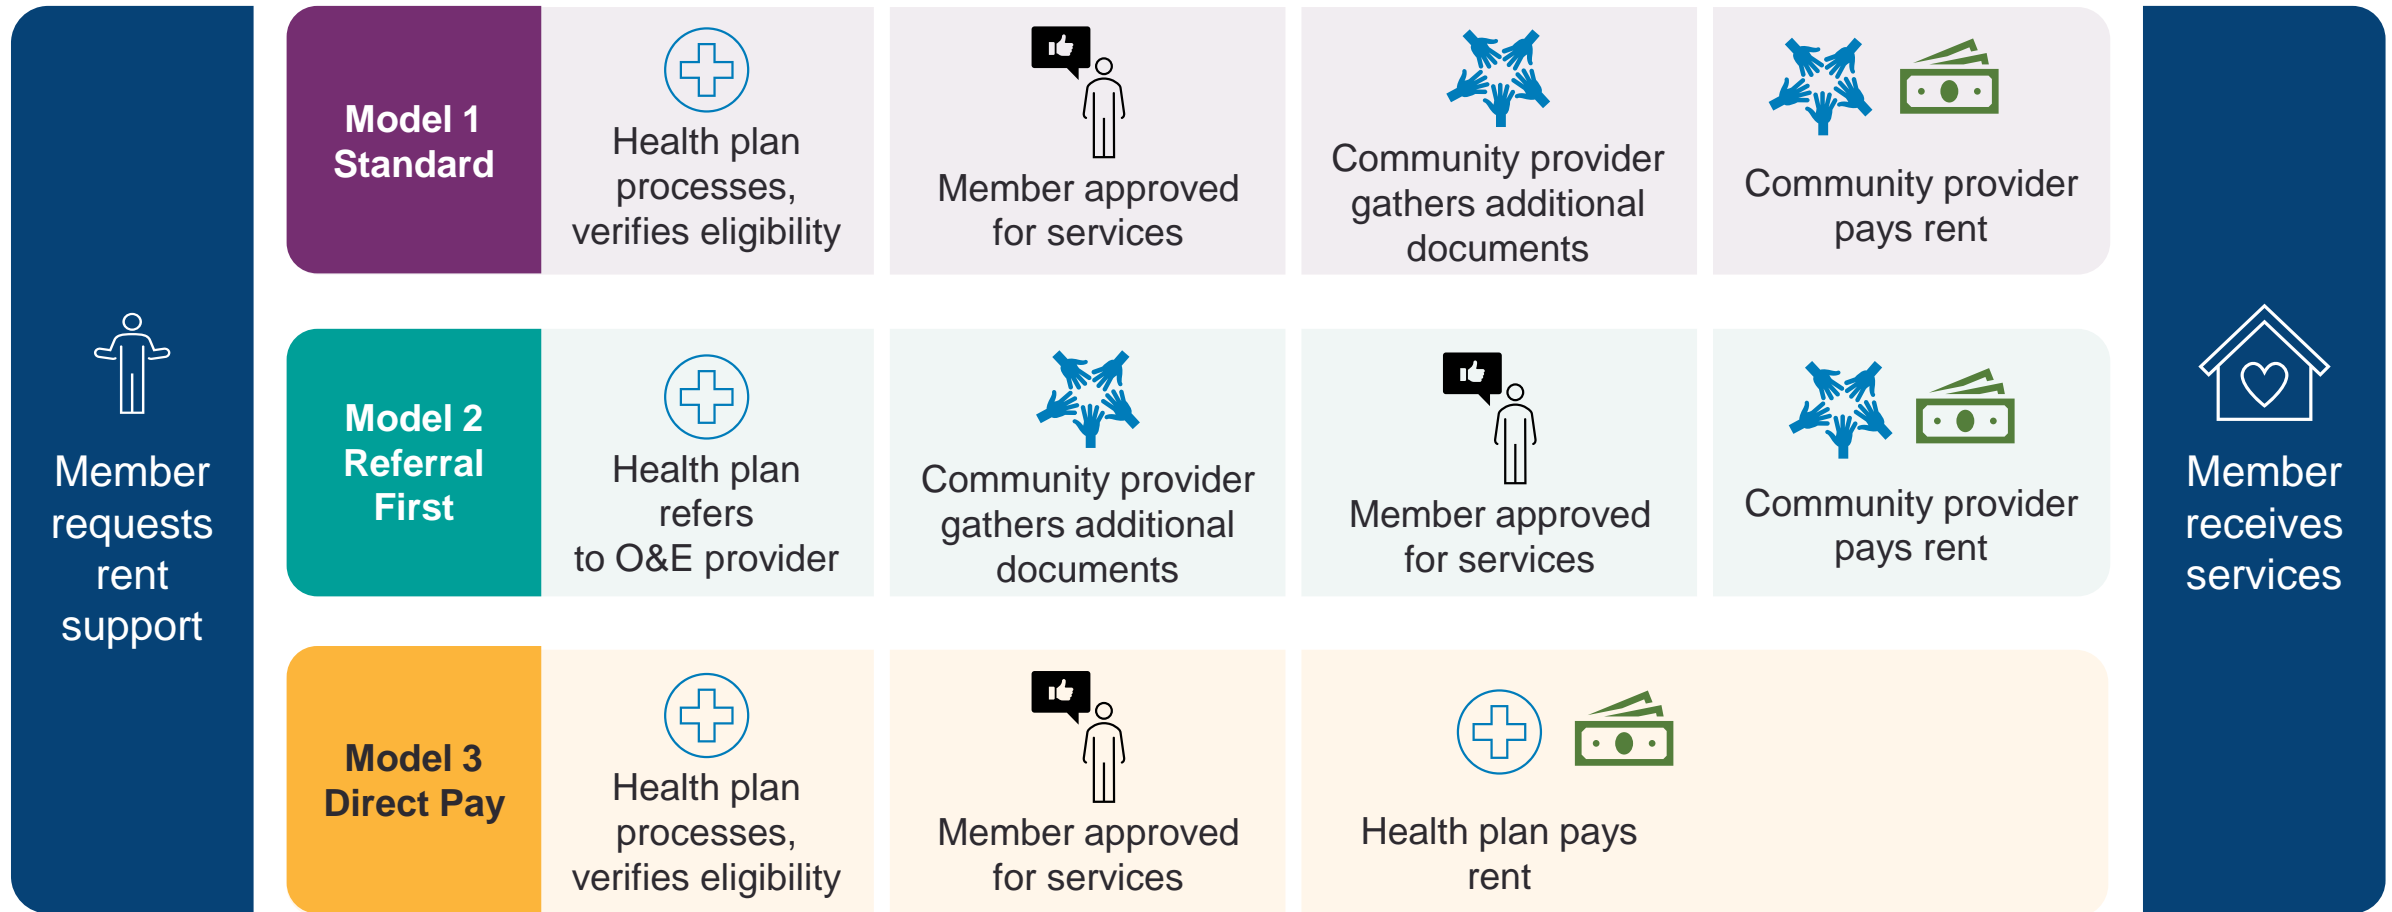 Member
requests
rent
support
Model 1
Standard
Health plan
processes,
verifies eligibility
Member approved
for services
Community provider
gathers additional
documents
Community provider
pays rent
Model 2
Referral
First
Health plan
refers
to O&E provider
Community provider
gathers additional
documents
Member approved
for services
Community provider
pays rent
Model 3
Direct Pay
Health plan
processes,
verifies eligibility
Member approved
for services
Health plan pays
rent
Member
receives
services